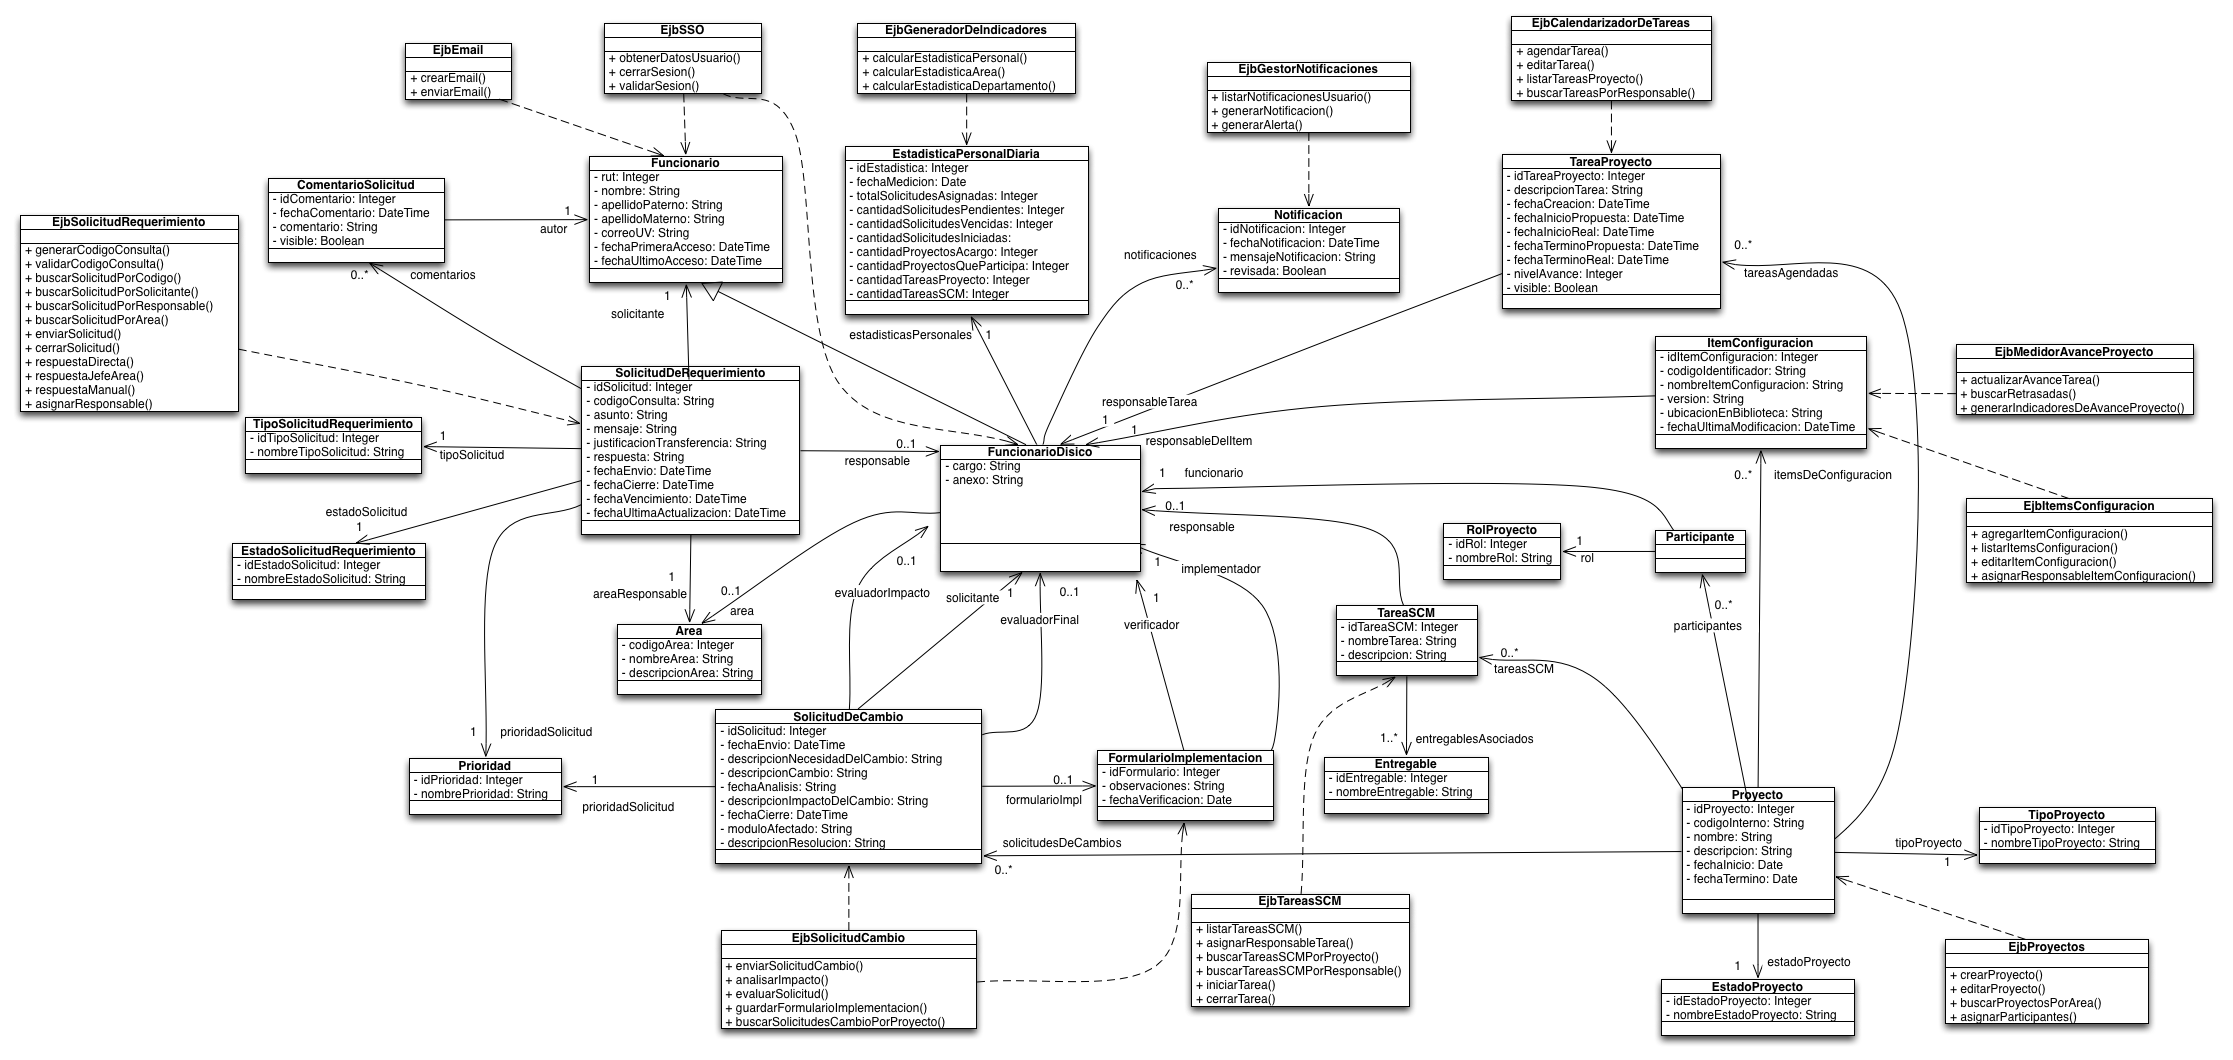 EjbEmail
+ crearEmail()
+ enviarEmail()
EjbSSO
+ obtenerDatosUsuario()
+ cerrarSesion()
+ validarSesion()
EjbGeneradorDeIndicadores
+ calcularEstadisticaPersonal()
+ calcularEstadisticaArea()
+ calcularEstadisticaDepartamento()
EjbGestorNotificaciones
+ listarNotificacionesUsuario()
+ generarNotificacion()
+ generarAlerta()
EjbCalendarizadorDeTareas
+ agendarTarea()
+ editarTarea()
+ listarTareasProyecto()
+ buscarTareasPorResponsable()
EjbSolicitudRequerimiento
+ generarCodigoConsulta()
+ validarCodigoConsulta()
+ buscarSolicitudPorCodigo()
+ buscarSolicitudPorSolicitante()
+ buscarSolicitudPorResponsable()
+ buscarSolicitudPorArea()
+ enviarSolicitud()
+ cerrarSolicitud()
+ respuestaDirecta()
+ respuestaJefeArea()
+ respuestaManual()
+ asignarResponsable()
ComentarioSolicitud
- idComentario: Integer
- fechaComentario: DateTime
- comentario: String
- visible: Boolean
1
autor
0..*
comentarios
Funcionario
- rut: Integer
- nombre: String
- apellidoPaterno: String
- apellidoMaterno: String
- correoUV: String
- fechaPrimeraAcceso: DateTime
- fechaUltimoAcceso: DateTime
1
solicitante
EstadisticaPersonalDiaria
- idEstadistica: Integer
- fechaMedicion: Date
- totalSolicitudesAsignadas: Integer
- cantidadSolicitudesPendientes: Integer
- cantidadSolicitudesVencidas: Integer
- cantidadSolicitudesIniciadas:
- cantidadProyectosAcargo: Integer
- cantidadProyectosQueParticipa: Integer
- cantidadTareasProyecto: Integer
- cantidadTareasSCM: Integer
estadisticasPersonales
1
Notificacion
- idNotificacion: Integer
- fechaNotificacion: DateTime
- mensajeNotificacion: String
- revisada: Boolean
notificaciones
0..*
TareaProyecto
- idTareaProyecto: Integer
- descripcionTarea: String
- fechaCreacion: DateTime
- fechaInicioPropuesta: DateTime
- fechaInicioReal: DateTime
- fechaTerminoPropuesta: DateTime
- fechaTerminoReal: DateTime
- nivelAvance: Integer
- visible: Boolean
0..*
tareasAgendadas
ItemConfiguracion
- idItemConfiguracion: Integer
- codigoIdentificador: String
- nombreItemConfiguracion: String
- version: String
- ubicacionEnBiblioteca: String
- fechaUltimaModificacion: DateTime
EjbMedidorAvanceProyecto
+ actualizarAvanceTarea()
+ buscarRetrasadas()
+ generarIndicadoresDeAvanceProyecto()
SolicitudDeRequerimiento
- idSolicitud: Integer
- codigoConsulta: String
- asunto: String
- mensaje: String
- justificacionTransferencia: String
- respuesta: String
- fechaEnvio: DateTime
- fechaCierre: DateTime
- fechaVencimiento: DateTime
- fechaUltimaActualizacion: DateTime
TipoSolicitudRequerimiento
- idTipoSolicitud: Integer
- nombreTipoSolicitud: String
1
tipoSolicitud
estadoSolicitud
1
EstadoSolicitudRequerimiento
- idEstadoSolicitud: Integer
- nombreEstadoSolicitud: String
0..1
responsable
responsableTarea
1
1
responsableDelItem
FuncionarioDisico
- cargo: String
- anexo: String
1
funcionario
0..1
responsable
0..*
itemsDeConfiguracion
EjbItemsConfiguracion
+ agregarItemConfiguracion()
+ listarItemsConfiguracion()
+ editarItemConfiguracion()
+ asignarResponsableItemConfiguracion()
RolProyecto
- idRol: Integer
- nombreRol: String
1
rol
Participante
0..*
participantes
1
areaResponsable
0..1
area
Area
- codigoArea: Integer
- nombreArea: String
- descripcionArea: String
0..1
evaluadorImpacto
solicitante
1
0..1
evaluadorFinal
1
implementador
1
verificador
TareaSCM
- idTareaSCM: Integer
- nombreTarea: String
- descripcion: String
0..*
tareasSCM
1..*
entregablesAsociados
Entregable
- idEntregable: Integer
- nombreEntregable: String
1
prioridadSolicitud
Prioridad
- idPrioridad: Integer
- nombrePrioridad: String
1
prioridadSolicitud
SolicitudDeCambio
- idSolicitud: Integer
- fechaEnvio: DateTime
- descripcionNecesidadDelCambio: String
- descripcionCambio: String
- fechaAnalisis: String
- descripcionImpactoDelCambio: String
- fechaCierre: DateTime
- moduloAfectado: String
- descripcionResolucion: String
0..1
formularioImpl
FormularioImplementacion
- idFormulario: Integer
- observaciones: String
- fechaVerificacion: Date
solicitudesDeCambios
0..*
Proyecto
- idProyecto: Integer
- codigoInterno: String
- nombre: String
- descripcion: String
- fechaInicio: Date
- fechaTermino: Date
tipoProyecto
1
TipoProyecto
- idTipoProyecto: Integer
- nombreTipoProyecto: String
EjbSolicitudCambio
+ enviarSolicitudCambio()
+ analisarImpacto()
+ evaluarSolicitud()
+ guardarFormularioImplementacion()
+ buscarSolicitudesCambioPorProyecto()
EjbTareasSCM
+ listarTareasSCM()
+ asignarResponsableTarea()
+ buscarTareasSCMPorProyecto()
+ buscarTareasSCMPorResponsable()
+ iniciarTarea()
+ cerrarTarea()
1
estadoProyecto
EstadoProyecto
- idEstadoProyecto: Integer
- nombreEstadoProyecto: String
EjbProyectos
+ crearProyecto()
+ editarProyecto()
+ buscarProyectosPorArea()
+ asignarParticipantes()